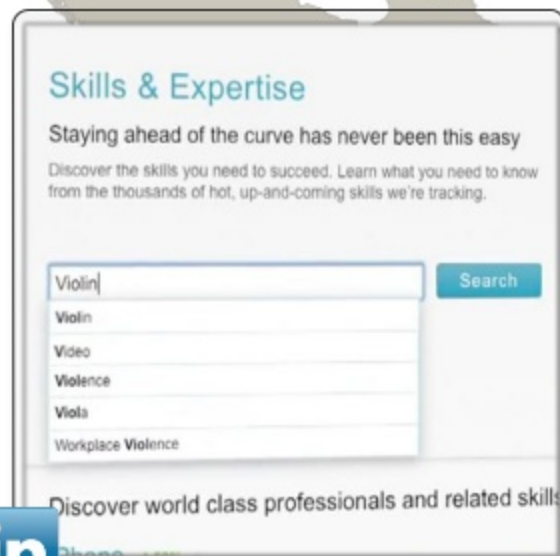 Skills & Expertise
Staying ahead of the curve has never been this easy
Discover the skills you need to succeed. Learn what you need to know
from the thousands of hot, up-and-coming skills we're tracking.
Violin
Search
Violin
Video
Violence
Viola
Workplace Violence
Discover world class professionals and related skills
in
Phone